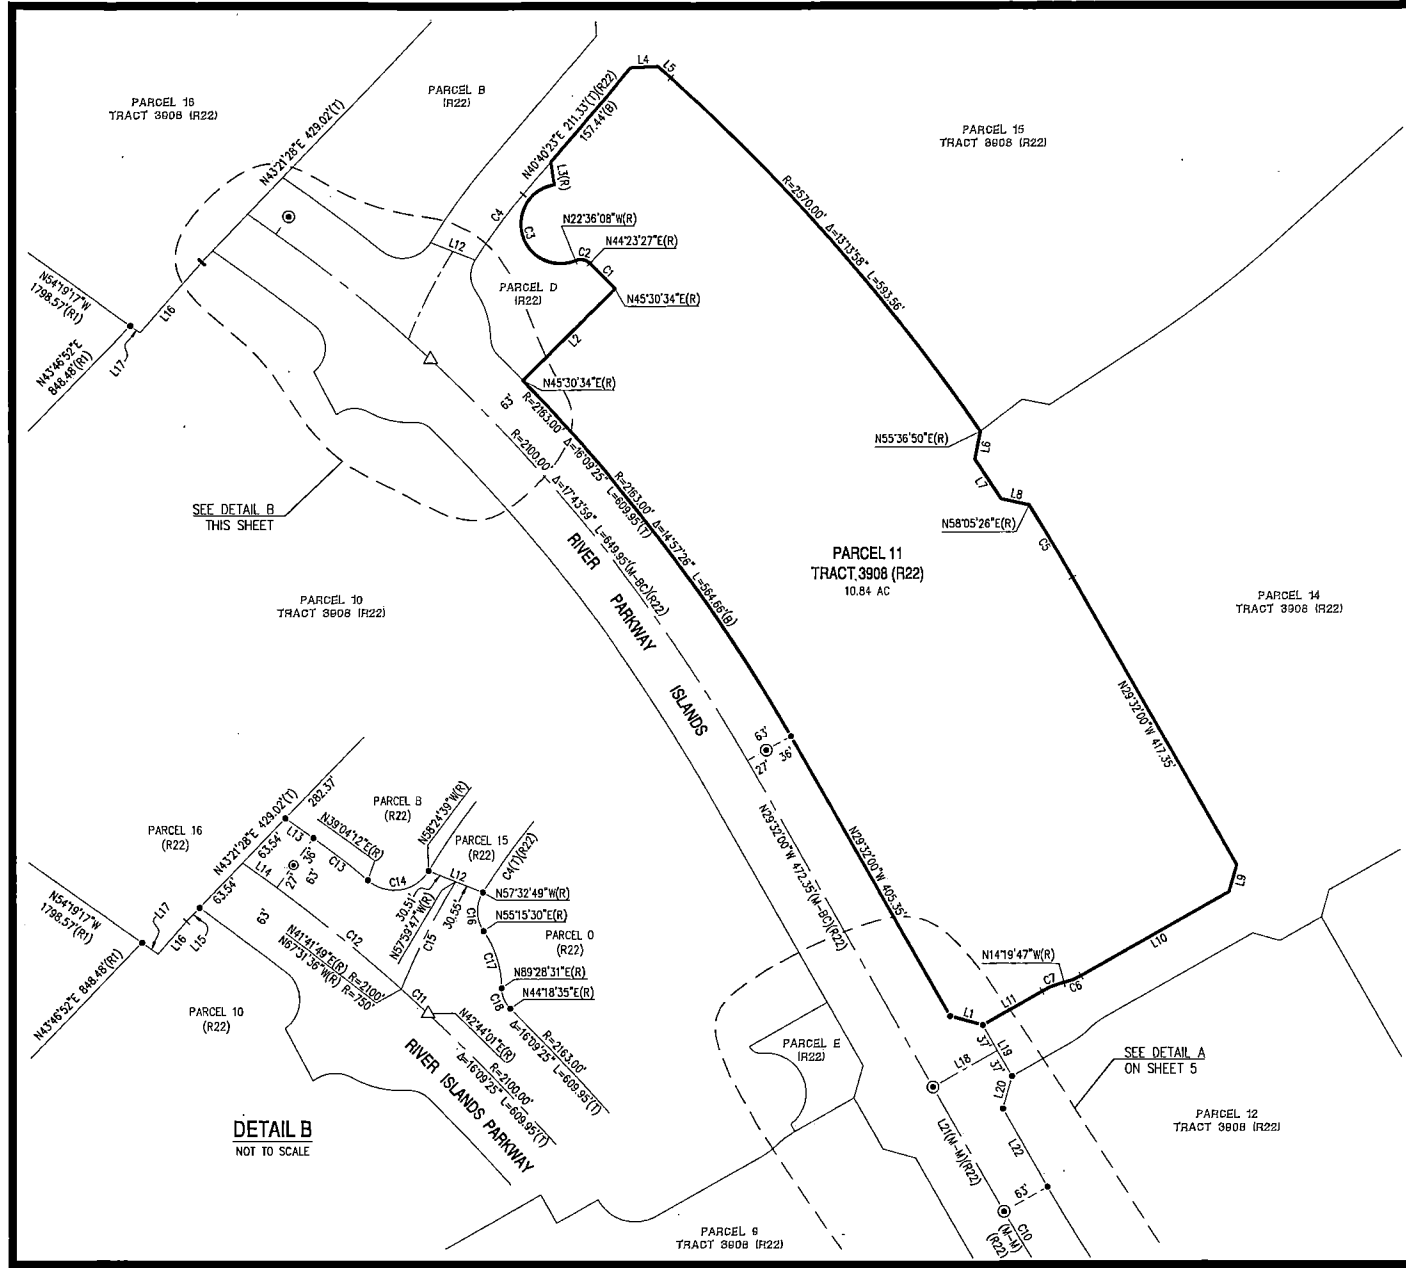 PARCEL 16
TRACT 3908 (R22)
PARCEL B
(R22)
N43°21'28"E 429.02'(T)
N40°40'23"E 211.33'(T)(R22)
157.44'(B)
L4
L5
PARCEL 15
TRACT 3908 (R22)
R=2570.00' Δ=13°13'58" L=593.56'
L3(R)
C4
C3
L12
N22°36'08"W(R)
N44°23'27"E(R)
C2
C1
PARCEL D
(R22)
N45°30'34"E(R)
L2
N45°30'34"E(R)
N54°19'17"W
1798.57'(R1)
L16
L17
N43°46'52"E
848.48'(R1)
63'
R=2163.00' Δ=16°09'25" L=609.95'(T)
R=2163.00' Δ=14°57'26" L=564.66'(B)
R=2100.00' Δ=17°43'59" L=649.95'(M-BC)(R22)
RIVER
PARKWAY
ISLANDS
SEE DETAIL B
THIS SHEET
N55°36'50"E(R)
L6
L7
L8
N58°05'26"E(R)
C5
PARCEL 11
TRACT 3908 (R22)
10.84 AC
PARCEL 10
TRACT 3908 (R22)
PARCEL 14
TRACT 3908 (R22)
N29°32'00"W 417.35'
63'
27'
36'
N29°32'00"W 472.35'(M-BC)(R22)
N29°32'00"W 405.35'
L9
L10
N14°19'47"W(R)
C7
C6
L11
L1
37'
L19
37'
L18
L20
L21(M-M)(R22)
L22
63'
C10
(M-M)
(R22)
PARCEL E
(R22)
SEE DETAIL A
ON SHEET 5
PARCEL 12
TRACT 3908 (R22)
PARCEL 9
TRACT 3908 (R22)
PARCEL 16
(R22)
N43°21'28"E 429.02'(T)
282.37'
63.54'
63.54'
L13
L14
36'
27'
63'
63'
N39°04'12"E(R)
PARCEL B
(R22)
N58°24'39"W(R)
PARCEL 15
(R22)
C4(T)(R22)
C13
C14
L12
N57°32'49"W(R)
30.51'
N57°59'47"W(R)
30.55'
C16
N55°15'30"E(R)
PARCEL D
(R22)
C15
C17
N89°28'31"E(R)
N44°18'35"E(R)
C18
C12
N41°41'49"E(R) R=2100'
N67°31'36"W(R) R=750'
C11
N42°44'01"E(R)
R=2163.00'
Δ=16°09'25" L=609.95'(T)
R=2100.00'
Δ=16°09'25" L=609.95'(T)
RIVER ISLANDS PARKWAY
N54°19'17"W
1798.57'(R1)
L17
L16
L15
N43°46'52"E 848.48'(R1)
PARCEL 10
(R22)
DETAIL B
NOT TO SCALE